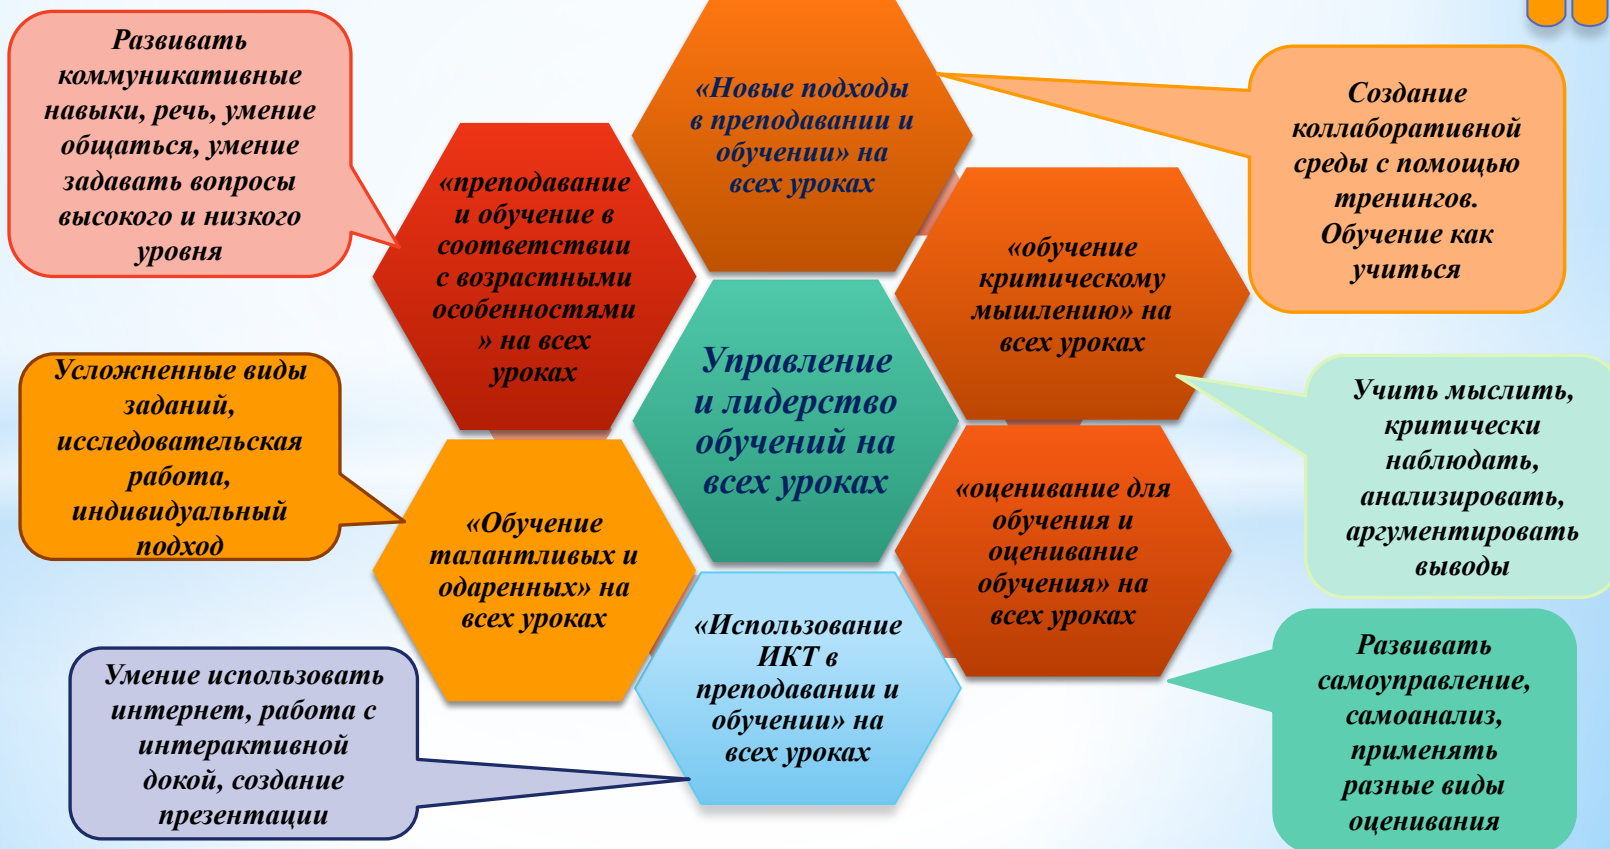 Развивать
коммуникативные
навыки, речь, умение
общаться, умение
задавать вопросы
высокого и низкого
уровня
«Новые подходы
в преподавании и
обучении» на
всех уроках
Создание
коллаборативной
среды с помощью
тренингов.
Обучение как
учиться
«преподавание
и обучение в
соответствии
с возрастными
особенностями
» на всех
уроках
«обучение
критическому
мышлению» на
всех уроках
Управление
и лидерство
обучений на
всех уроках
Усложненные виды
заданий,
исследовательская
работа,
индивидуальный
подход
Учить мыслить,
критически
наблюдать,
анализировать,
аргументировать
выводы
«Обучение
талантливых и
одаренных» на
всех уроках
«оценивание для
обучения и
оценивание
обучения» на
всех уроках
«Использование
ИКТ в
преподавании и
обучении» на
всех уроках
Умение использовать
интернет, работа с
интерактивной
докой, создание
презентации
Развивать
самоуправление,
самоанализ,
применять
разные виды
оценивания